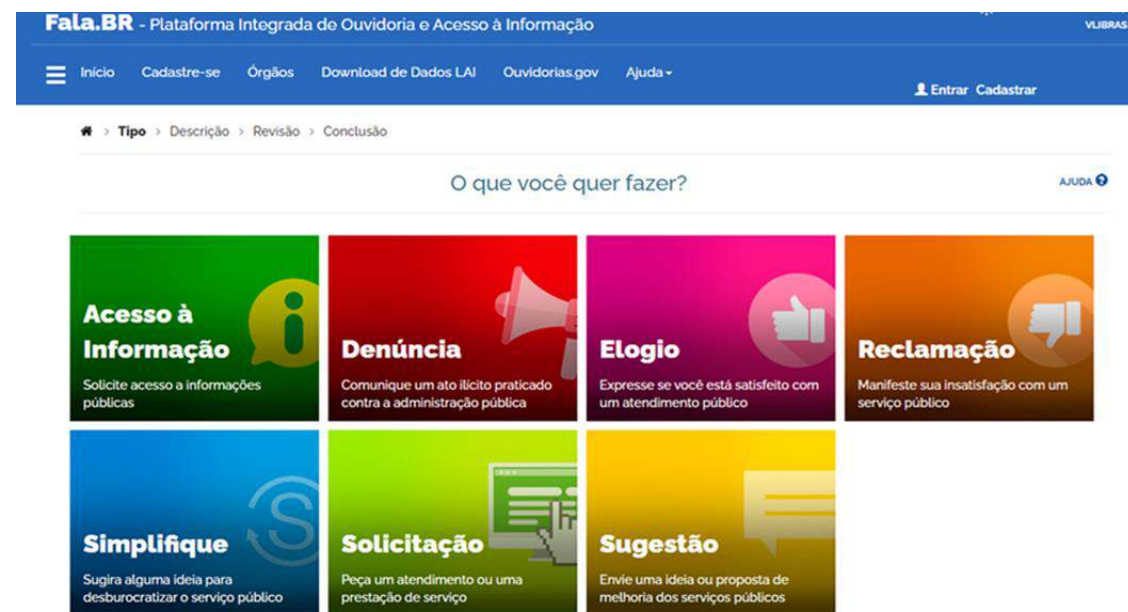 Fala.BR - Plataforma Integrada de Ouvidoria e Acesso à Informação
VLIBRAS
Início Cadastre-se Órgãos Download de Dados LAI Ouvidorias.gov Ajuda
Entrar Cadastrar
> Tipo > Descrição > Revisão > Conclusão
O que você quer fazer?
AJUDA ?
Acesso à
Informação
Solicite acesso a informações
públicas
Denúncia
Comunique um ato ilícito praticado
contra a administração pública
Elogio
Expresse se você está satisfeito com
um atendimento público
Reclamação
Manifeste sua insatisfação com um
serviço público
Simplifique
Sugira alguma ideia para
desburocratizar o serviço público
Solicitação
Peça um atendimento ou uma
prestação de serviço
Sugestão
Envie uma ideia ou proposta de
melhoria dos serviços públicos